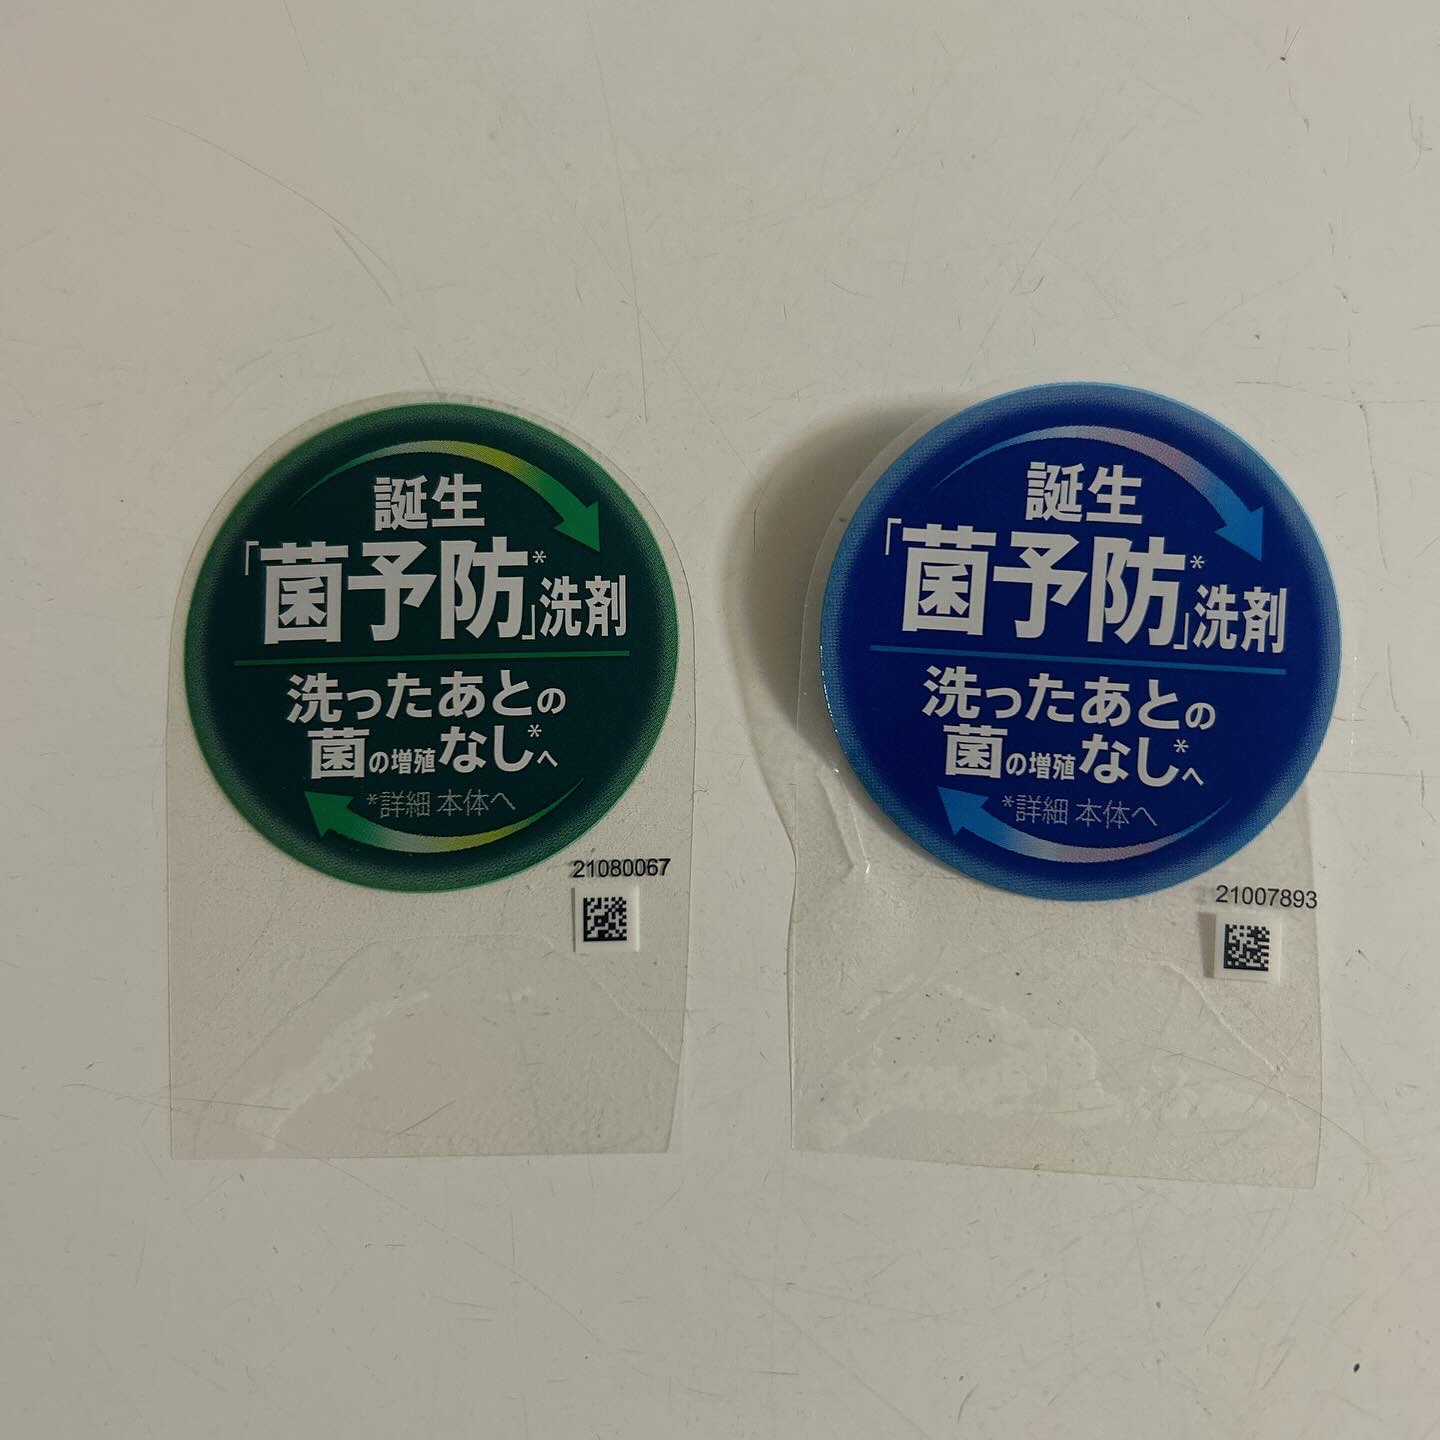 誕生
「菌予防*」洗剤
洗ったあとの
菌の増殖なし*へ
*詳細 本体へ
21080067
誕生
「菌予防*」洗剤
洗ったあとの
菌の増殖なし*へ
*詳細 本体へ
21007893